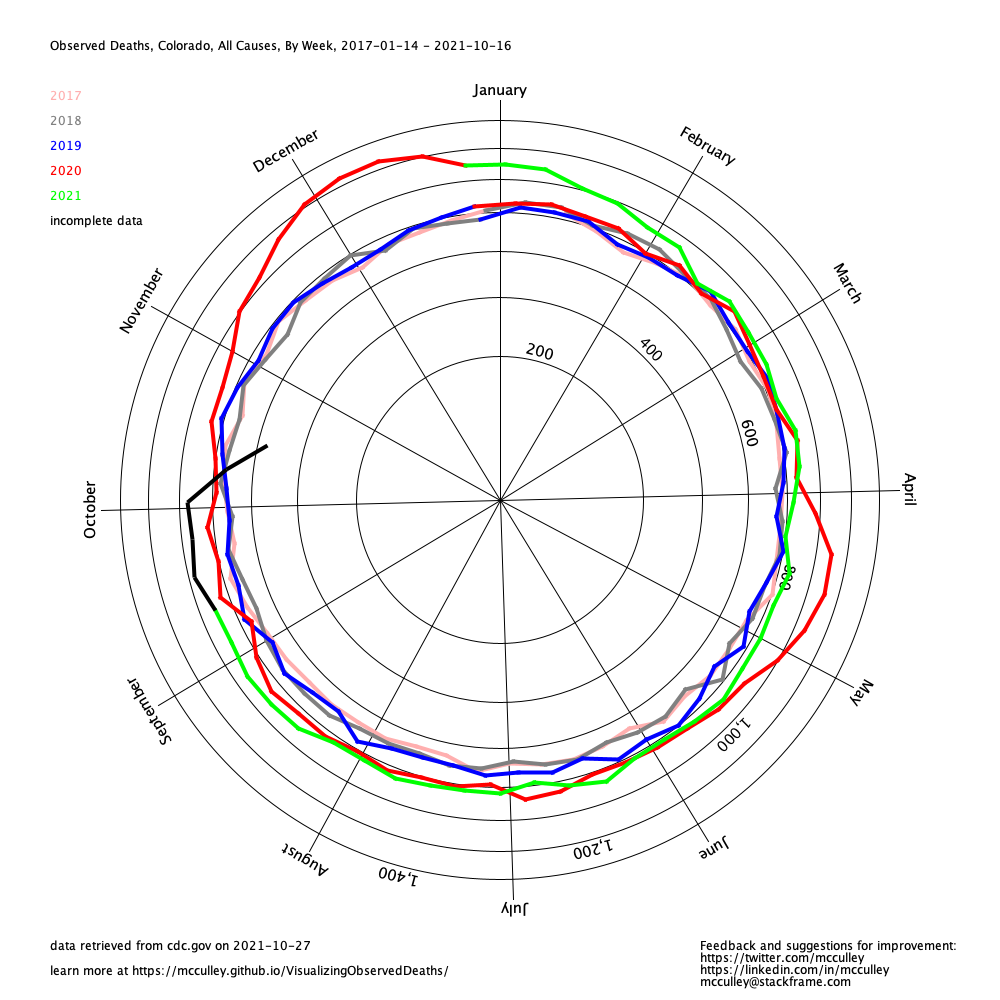 Observed Deaths, Colorado, All Causes, By Week, 2017-01-14 - 2021-10-16
2017
2018
2019
2020
2021
incomplete data
January
February
March
April
May
June
July
August
September
October
November
December
200
400
600
800
1,000
1,200
1,400
data retrieved from cdc.gov on 2021-10-27
learn more at https://mcculley.github.io/VisualizingObservedDeaths/
Feedback and suggestions for improvement:
https://twitter.com/mcculley
https://linkedin.com/in/mcculley
mcculley@stackframe.com